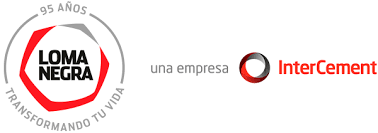 95 AÑOS
LOMA
NEGRA
TRANSFORMANDO TU VIDA
una empresa InterCement